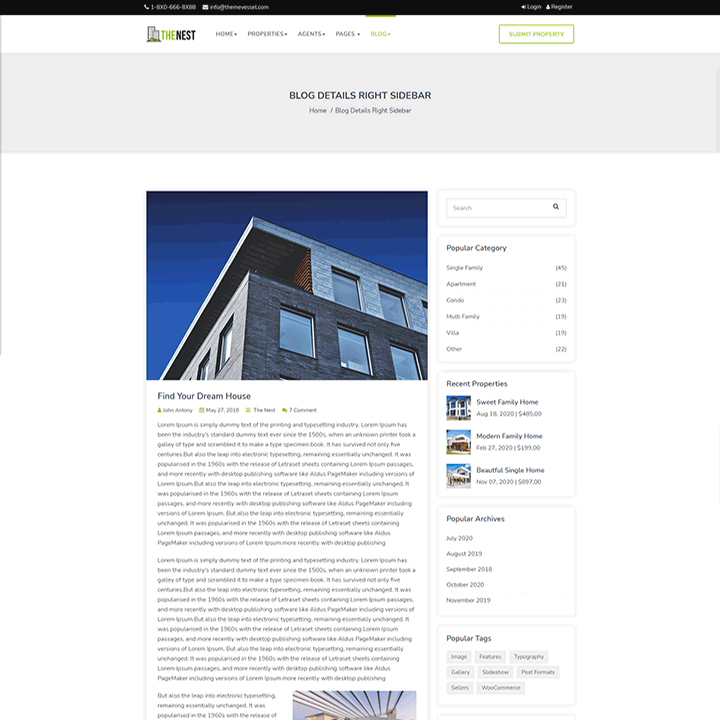 1-8X0-666-8X88 info@themevessel.com Login Register
THENEST HOME PROPERTIES AGENTS PAGES BLOG SUBMIT PROPERTY
BLOG DETAILS RIGHT SIDEBAR
Home / Blog Details Right Sidebar
Find Your Dream House
John Antony May 27, 2018 The Nest 7 Comment
Lorem Ipsum is simply dummy text of the printing and typesetting industry. Lorem Ipsum has
been the industry's standard dummy text ever since the 1500s, when an unknown printer took a
galley of type and scrambled it to make a type specimen book. It has survived not only five
centuries.But also the leap into electronic typesetting, remaining essentially unchanged. It was
popularised in the 1960s with the release of Letraset sheets containing Lorem Ipsum passages,
and more recently with desktop publishing software like Aldus PageMaker including versions of
Lorem Ipsum.But also the leap into electronic typesetting, remaining essentially unchanged. It
was popularised in the 1960s with the release of Letraset sheets containing Lorem Ipsum
passages, and more recently with desktop publishing software like Aldus PageMaker including
versions of Lorem Ipsum. But also the leap into electronic typesetting, remaining essentially
unchanged. It was popularised in the 1960s with the release of Letraset sheets containing
Lorem Ipsum passages, and more recently with desktop publishing software like Aldus
PageMaker including versions of Lorem Ipsum.more recently with desktop publishing
Lorem Ipsum is simply dummy text of the printing and typesetting industry. Lorem Ipsum has
been the industry's standard dummy text ever since the 1500s, when an unknown printer took a
galley of type and scrambled it to make a type specimen book. It has survived not only five
centuries.But also the leap into electronic typesetting, remaining essentially unchanged. It was
popularised in the 1960s with the release of Letraset sheets containing Lorem Ipsum passages,
and more recently with desktop publishing software like Aldus PageMaker including versions of
Lorem Ipsum.But also the leap into electronic typesetting, remaining essentially unchanged. It
was popularised in the 1960s with the release of Letraset sheets containing Lorem Ipsum
passages, and more recently with desktop publishing software like Aldus PageMaker including
versions of Lorem Ipsum. But also the leap into electronic typesetting, remaining essentially
unchanged. It was popularised in the 1960s with the release of Letraset sheets containing
Lorem Ipsum passages, and more recently with desktop publishing software like Aldus
PageMaker including versions of Lorem Ipsum.more recently with desktop publishing
But also the leap into electronic typesetting,
remaining essentially unchanged. It was
popularised in the 1960s with the release of
Search
Popular Category
Single Family (45)
Apartment (21)
Condo (23)
Multi Family (19)
Villa (19)
Other (22)
Recent Properties
Sweet Family Home
Aug 18, 2020 | $485,00
Modern Family Home
Feb 27, 2020 | $199,00
Beautful Single Home
Nov 07, 2020 | $897,00
Popular Archives
July 2020
August 2019
September 2018
October 2020
November 2019
Popular Tags
Image Features Typography
Gallery Slideshow Post Formats
Sellers WooCommerce